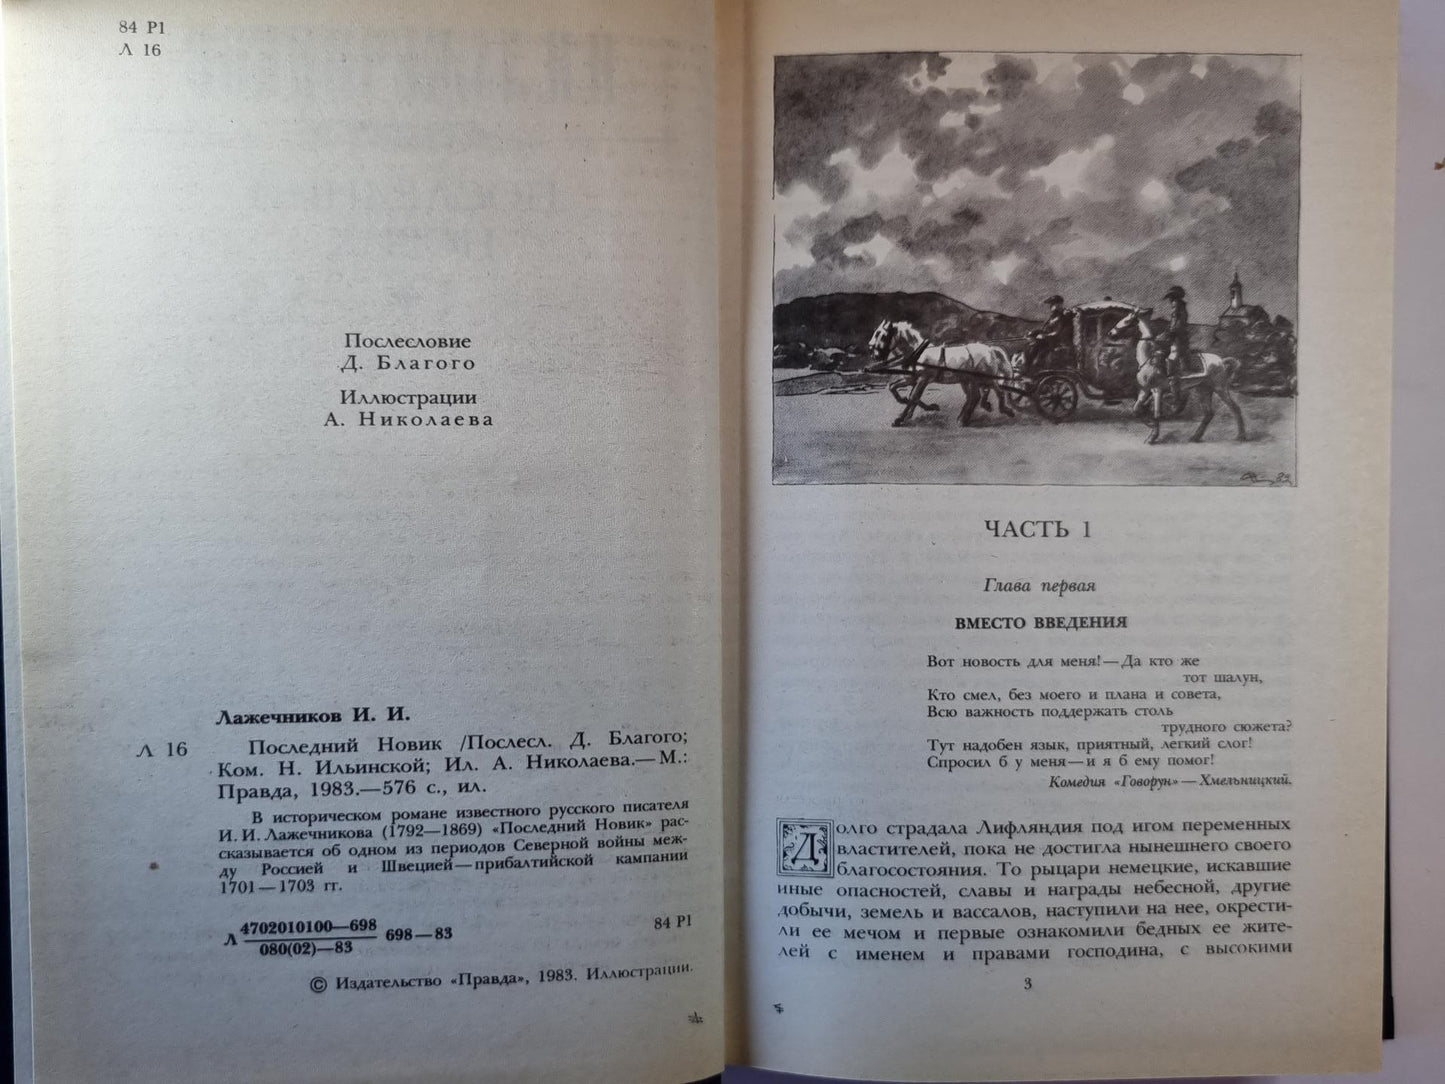 84 Р1
Л 16
Послесловие
Д. Благого
Иллюстрации
А. Николаева
Лажечников И. И.
Л 16 Последний Новик /Послесл. Д. Благого;
Ком. Н. Ильинской; Ил. А. Николаева.—М.:
Правда, 1983.—576 с., ил.
В историческом романе известного русского писателя
И. И. Лажечникова (1792—1869) «Последний Новик» рас-
сказывается об одном из периодов Северной войны меж-
ду Россией и Швецией—прибалтийской кампании
1701—1703 гг.
Л 4702010100—698
080(02)—83
698—83
84 Р1
© Издательство «Правда», 1983. Иллюстрации.
ЧАСТЬ 1
Глава первая
ВМЕСТО ВВЕДЕНИЯ
Вот новость для меня!—Да кто же
тот шалун,
Кто смел, без моего и плана и совета,
Всю важность поддержать столь
трудного сюжета?
Тут надобен язык, приятный, легкий слог!
Спросил б у меня—и я б ему помог!
Комедия «Говорун»—Хмельницкий.
Долго страдала Лифляндия под игом переменных
властителей, пока не достигла нынешнего своего
благосостояния. То рыцари немецкие, искавшие
иные опасностей, славы и награды небесной, другие
добычи, земель и вассалов, наступили на нее, окрести-
ли ее мечом и первые ознакомили бедных ее жите-
лей с именем и правами господина, с высокими
3